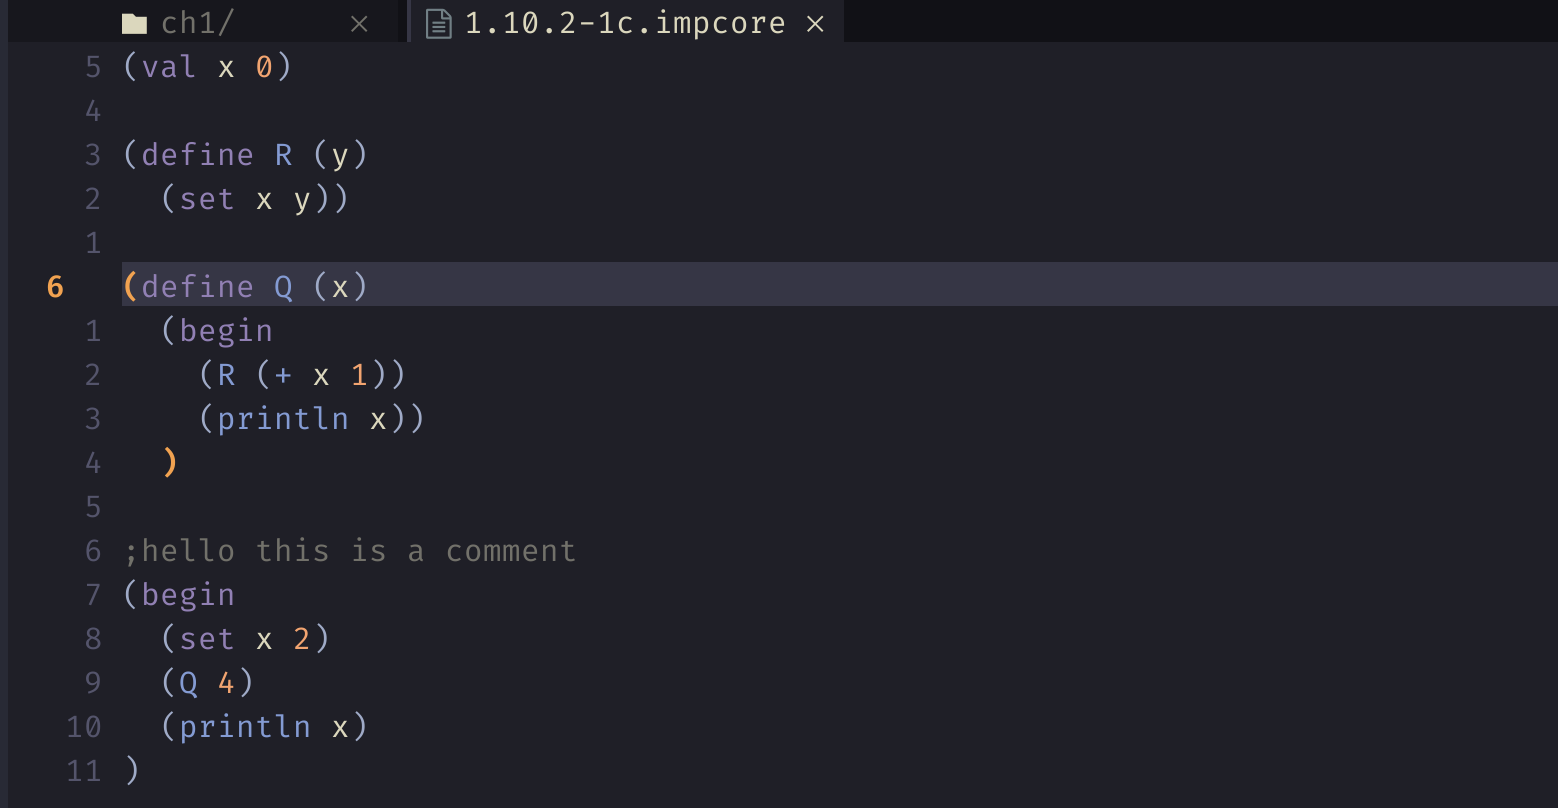 ch1/ × 1.10.2-1c.impcore ×
5 (val x 0)
4
3 (define R (y)
2   (set x y))
1
6 (define Q (x)
1   (begin
2     (R (+ x 1))
3     (println x))
4   )
5
6 ;hello this is a comment
7 (begin
8   (set x 2)
9   (Q 4)
10   (println x)
11 )